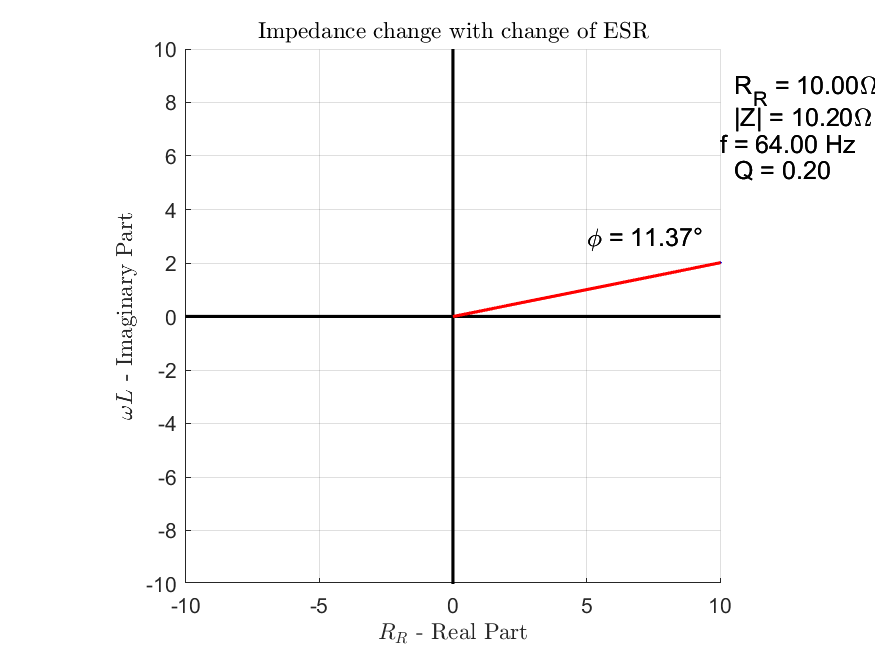 Impedance change with change of ESR
R_R = 10.00Ω
|Z| = 10.20Ω
f = 64.00 Hz
Q = 0.20
ϕ = 11.37°
ωL - Imaginary Part
10
8
6
4
2
0
-2
-4
-6
-8
-10
-10 -5 0 5 10
R_R - Real Part